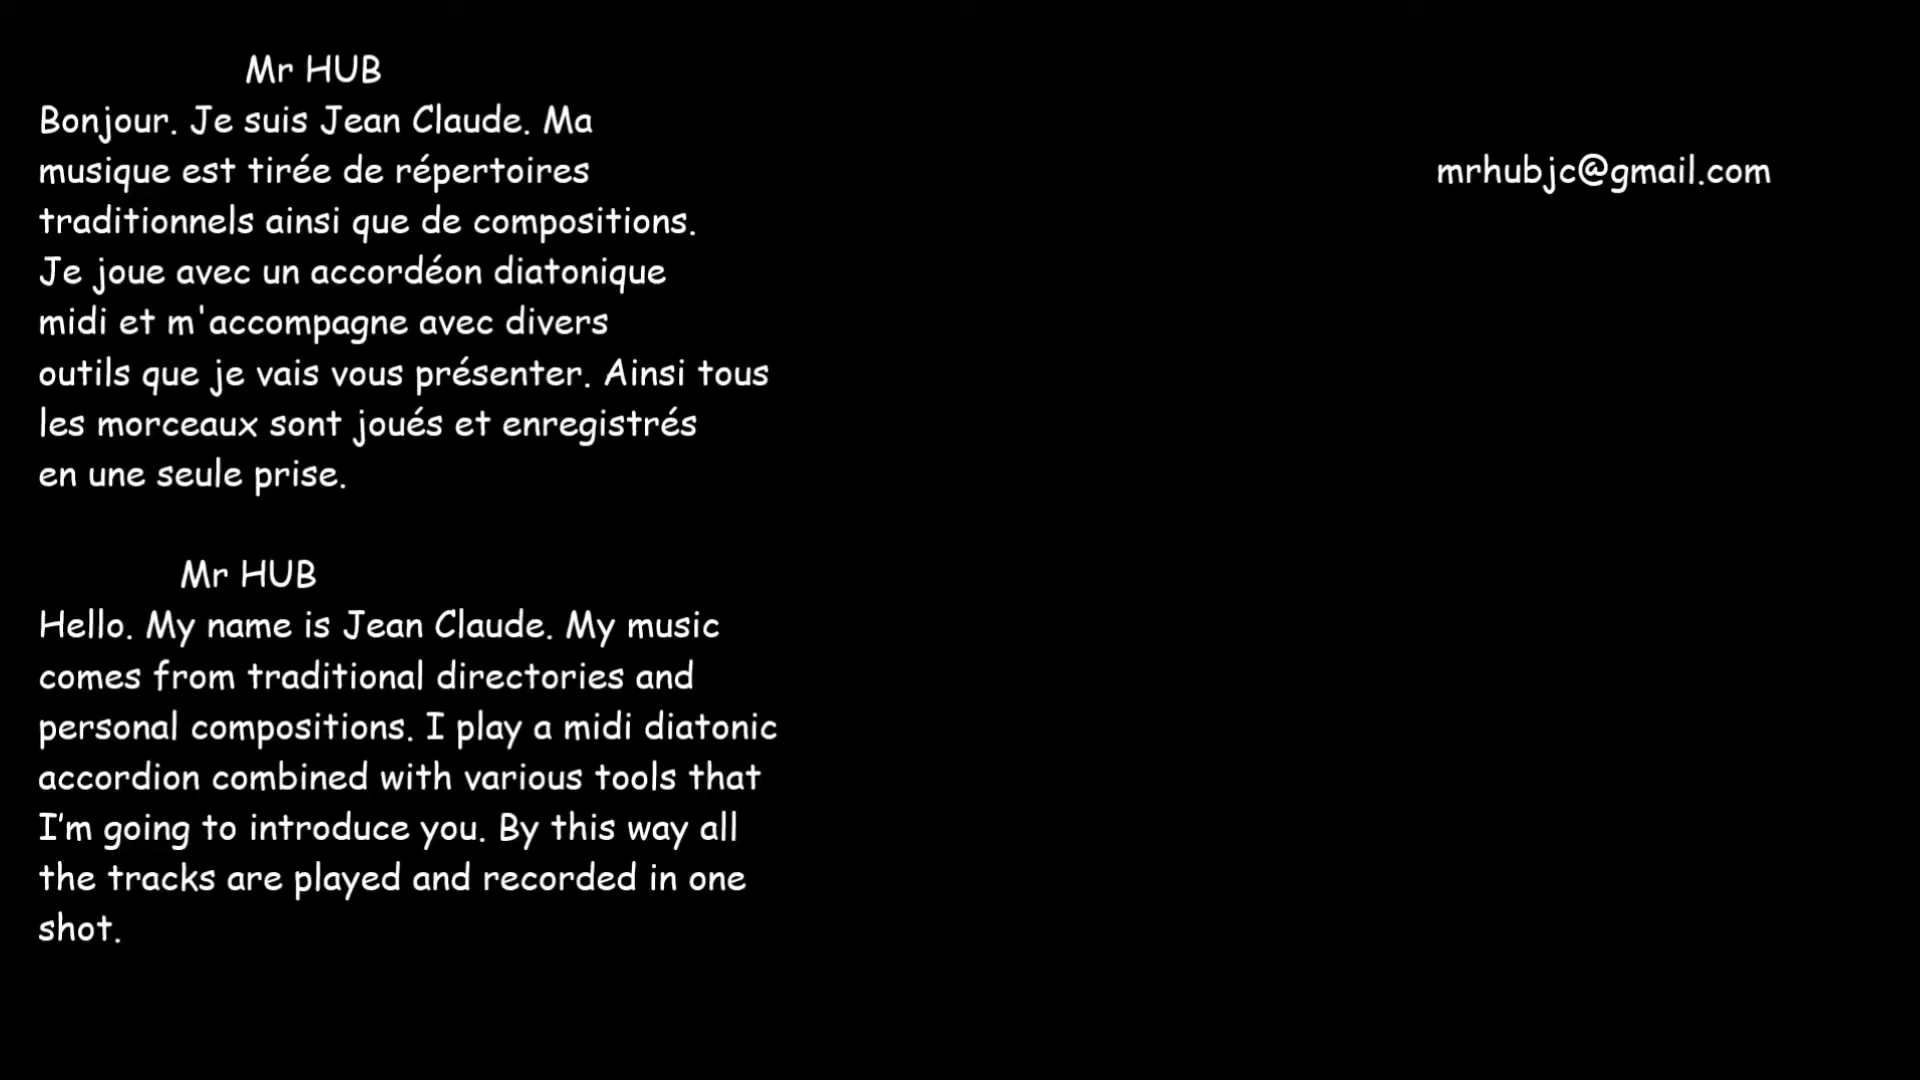 Mr HUB
Bonjour. Je suis Jean Claude. Ma
musique est tirée de répertoires
traditionnels ainsi que de compositions.
Je joue avec un accordéon diatonique
midi et m'accompagne avec divers
outils que je vais vous présenter. Ainsi tous
les morceaux sont joués et enregistrés
en une seule prise.
Mr HUB
Hello. My name is Jean Claude. My music
comes from traditional directories and
personal compositions. I play a midi diatonic
accordion combined with various tools that
I’m going to introduce you. By this way all
the tracks are played and recorded in one
shot.
mrhubjc@gmail.com